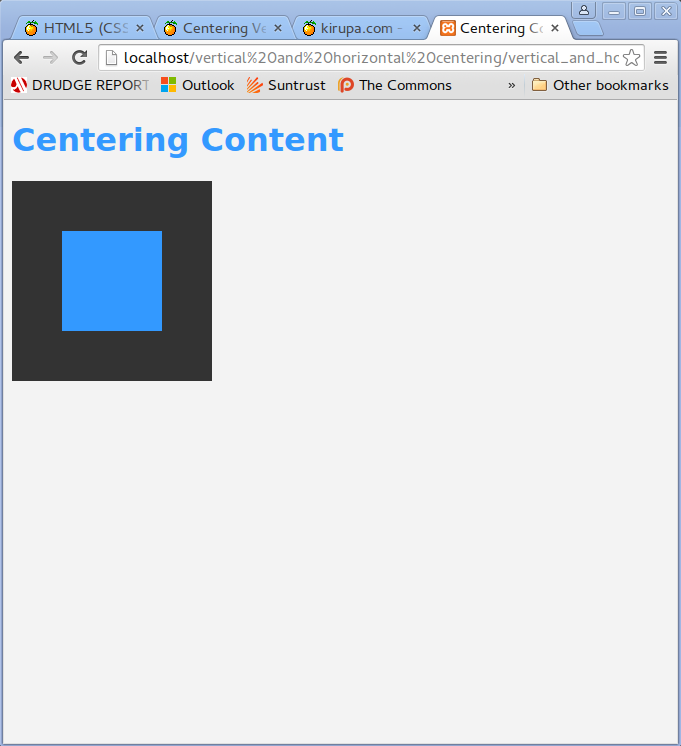 HTML5 (CSS
Centering Ve
kirupa.com -
Centering Co
localhost/vertical%20and%20horizontal%20centering/vertical_and_ho
DRUDGE REPORT
Outlook
Suntrust
The Commons
»
Other bookmarks
Centering Content